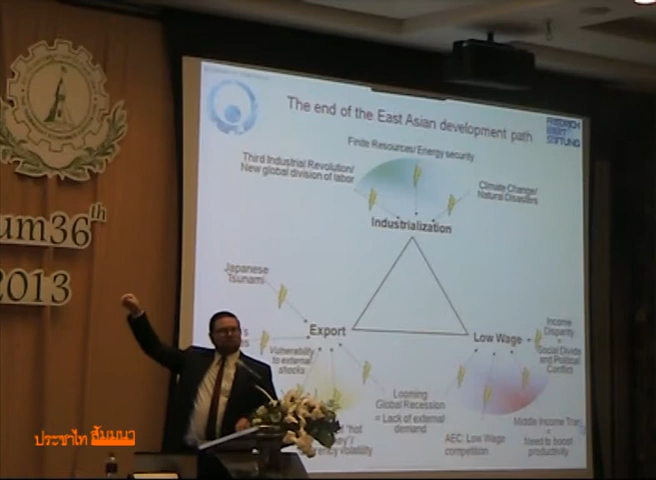 um36th
2013
The end of the East Asian development path
FRIEDRICH
EBERT
STIFTUNG
Finite Resources/ Energy security
Third Industrial Revolution/
New global division of labor
Climate Change/
Natural Disasters
Industrialization
Japanese
Tsunami
Export
Low Wage
Income
Disparity
=
Social Divide
and Political
Conflict
Vulnerability
to external
shocks
Looming
Global Recession
= Lack of external
demand
Middle Income Trap
=
Need to boost
productivity
AEC: Low Wage
competition
"hot
volatility
ประชาไท